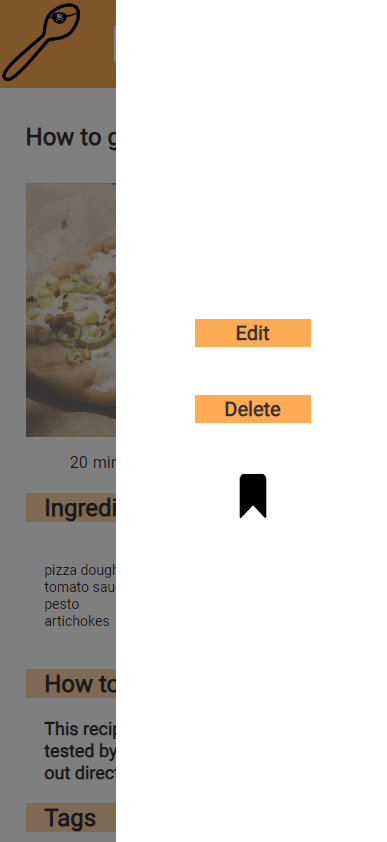 How to g
Edit
Delete
20 min
Ingredi
pizza dough
tomato sau
pesto
artichokes
How to
This recip
tested by
out direct
Tags